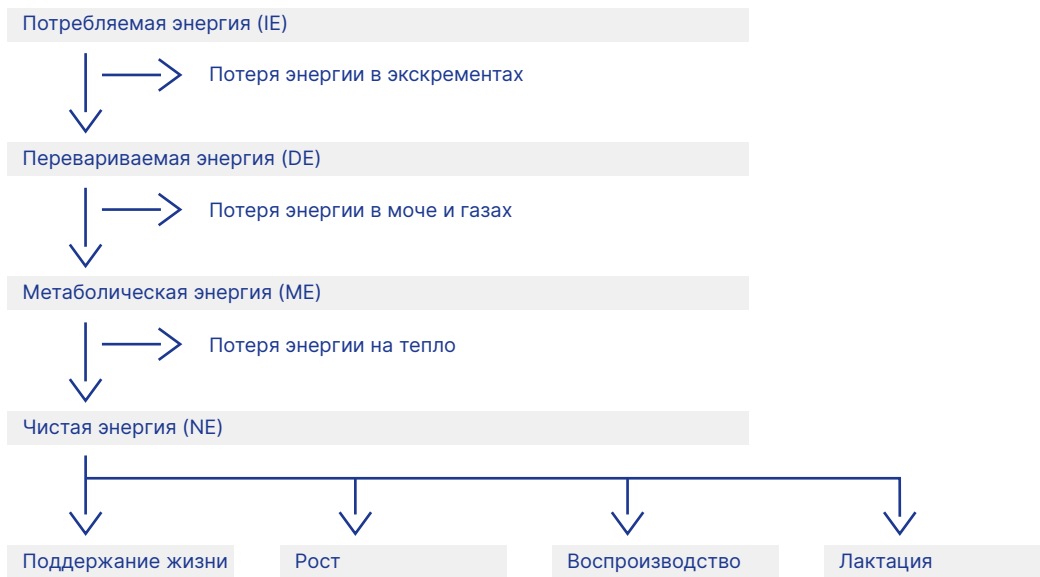 Потребляемая энергия (IE)
Потеря энергии в экскрементах
Перевариваемая энергия (DE)
Потеря энергии в моче и газах
Метаболическая энергия (ME)
Потеря энергии на тепло
Чистая энергия (NE)
Поддержание жизни
Рост
Воспроизводство
Лактация